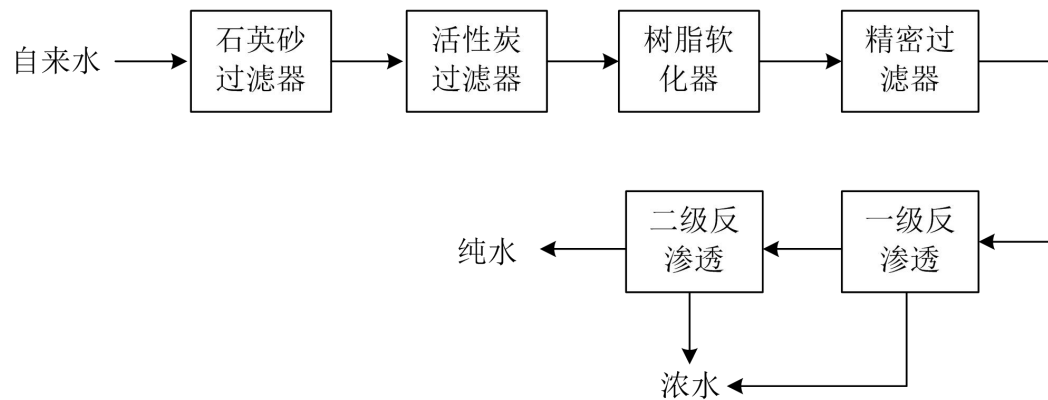 自来水
石英砂
过滤器
活性炭
过滤器
树脂软
化器
精密过
滤器
纯水
二级反
渗透
一级反
渗透
浓水